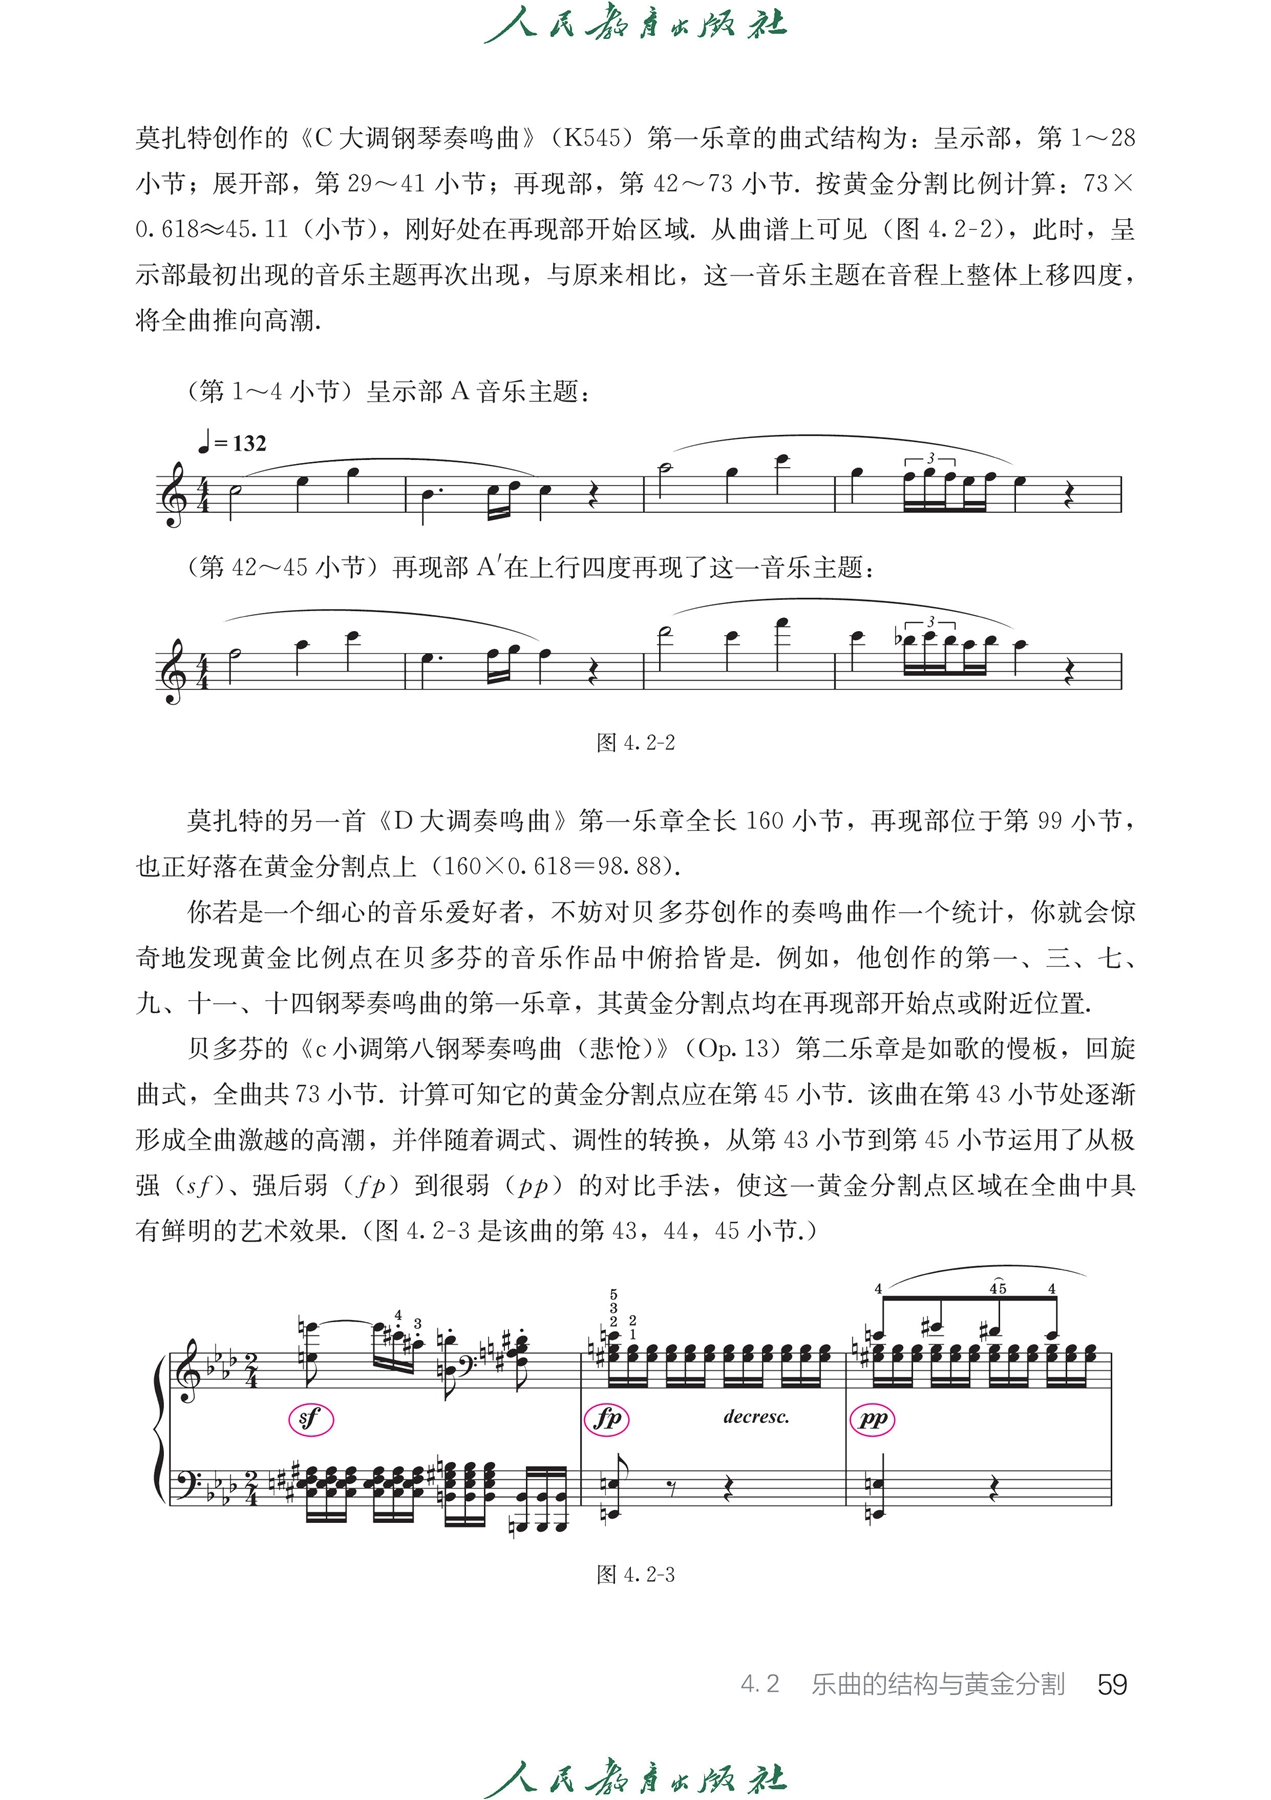 人民教育出版社
莫扎特创作的《C 大调钢琴奏鸣曲》（K545）第一乐章的曲式结构为：呈示部，第 1～28
小节；展开部，第 29～41 小节；再现部，第 42～73 小节. 按黄金分割比例计算：73×
0.618≈45.11（小节），刚好处在再现部开始区域. 从曲谱上可见（图 4.2-2），此时，呈
示部最初出现的音乐主题再次出现，与原来相比，这一音乐主题在音程上整体上移四度，
将全曲推向高潮.
（第 1～4 小节）呈示部 A 音乐主题：
♩= 132
3
（第 42～45 小节）再现部 A′在上行四度再现了这一音乐主题：
3
图 4.2-2
莫扎特的另一首《D 大调奏鸣曲》第一乐章全长 160 小节，再现部位于第 99 小节，
也正好落在黄金分割点上（160×0.618＝98.88）.
你若是一个细心的音乐爱好者，不妨对贝多芬创作的奏鸣曲作一个统计，你就会惊
奇地发现黄金比例点在贝多芬的音乐作品中俯拾皆是. 例如，他创作的第一、三、七、
九、十一、十四钢琴奏鸣曲的第一乐章，其黄金分割点均在再现部开始点或附近位置.
贝多芬的《c 小调第八钢琴奏鸣曲（悲怆）》（Op. 13）第二乐章是如歌的慢板，回旋
曲式，全曲共 73 小节. 计算可知它的黄金分割点应在第 45 小节. 该曲在第 43 小节处逐渐
形成全曲激越的高潮，并伴随着调式、调性的转换，从第 43 小节到第 45 小节运用了从极
强（sf）、强后弱（fp）到很弱（pp）的对比手法，使这一黄金分割点区域在全曲中具
有鲜明的艺术效果.（图 4.2-3 是该曲的第 43，44，45 小节.）
4 3 5 3 2 2 1 4 45 4
sf fp decresc. pp
图 4.2-3
4.2 乐曲的结构与黄金分割 59
人民教育出版社